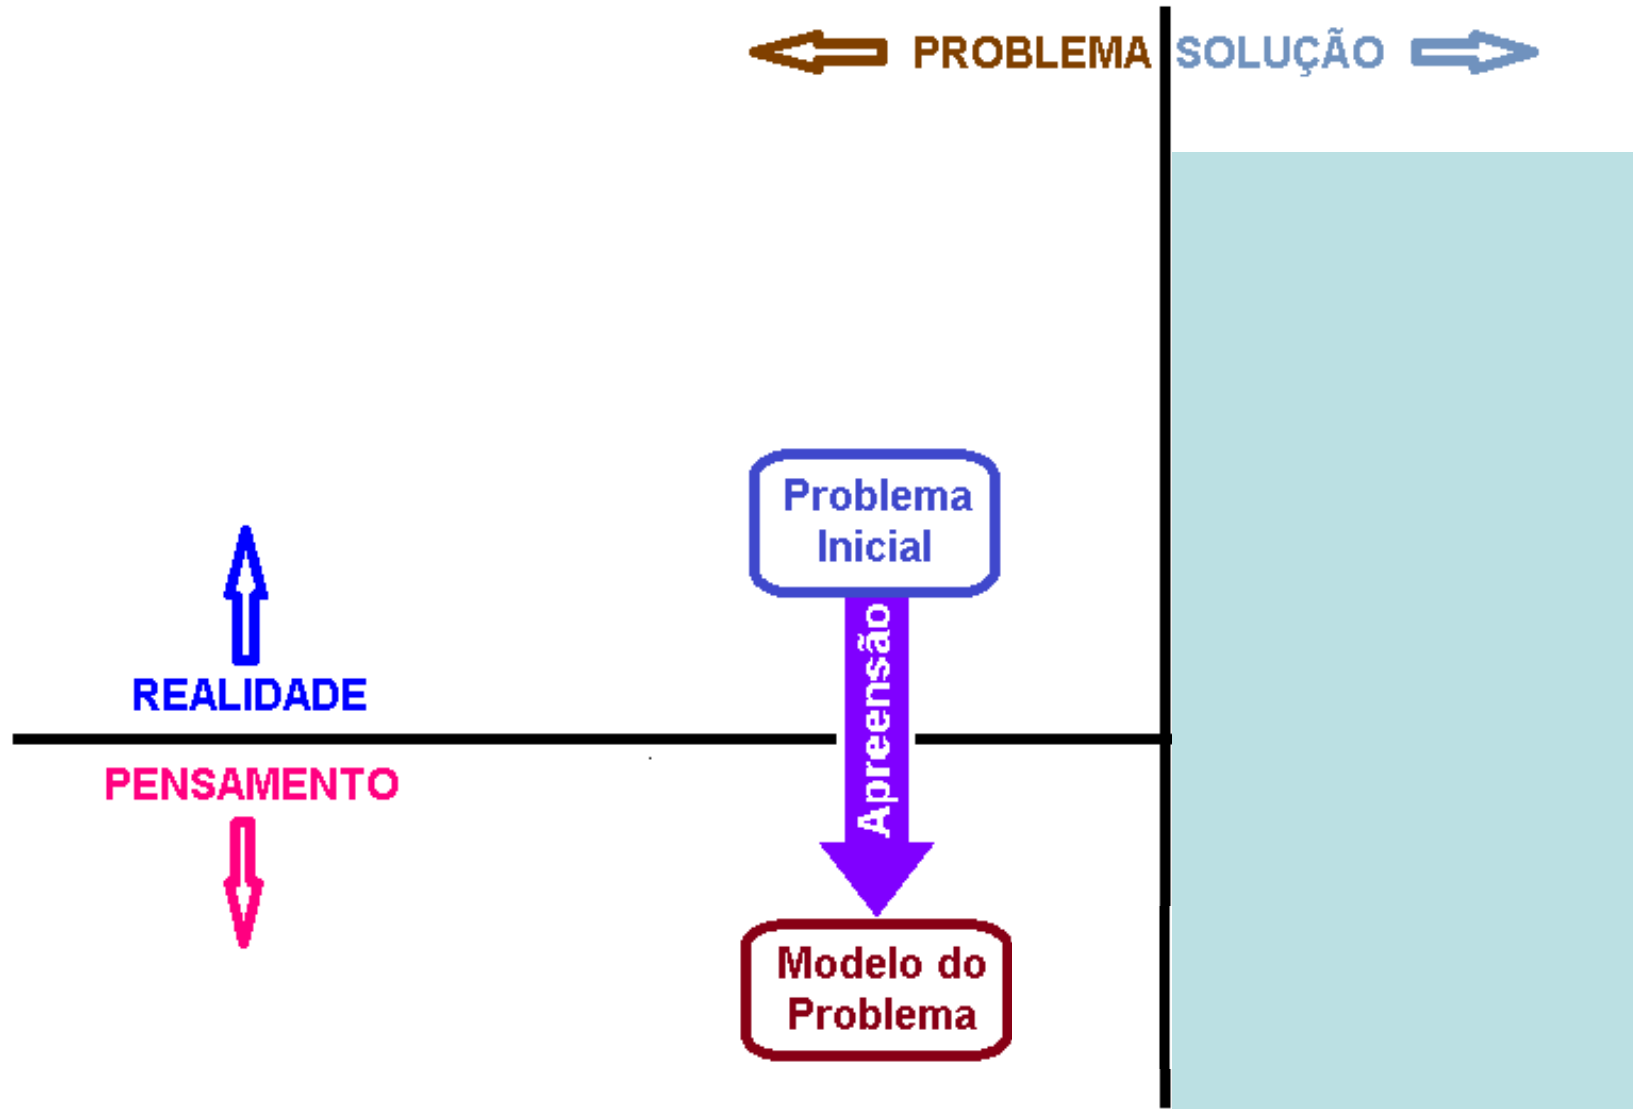 PROBLEMA SOLUÇÃO
Problema
Inicial
Apreensão
REALIDADE
PENSAMENTO
Modelo do
Problema